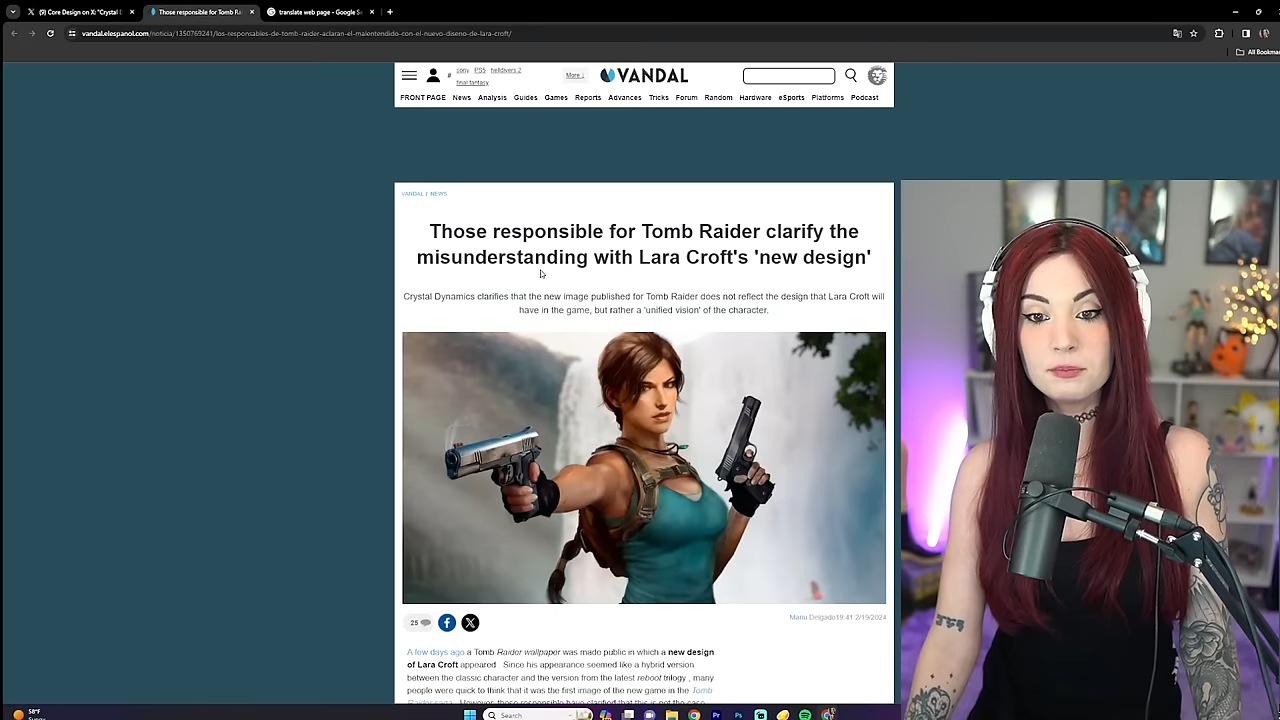 (9) Core Design on X: "Crystal D
Those responsible for Tomb Ra
translate web page - Google Se
vandal.elespanol.com/noticia/1350769241/los-responsables-de-tomb-raider-aclaran-el-malentendido-con-el-nuevo-diseno-de-lara-croft/
All Bookma
# sony PS5 helldivers 2
final fantasy
More ↓
VANDAL
FRONT PAGE News Analysis Guides Games Reports Advances Tricks Forum Random Hardware eSports Platforms Podcast
VANDAL / NEWS
Those responsible for Tomb Raider clarify the
misunderstanding with Lara Croft's 'new design'
Crystal Dynamics clarifies that the new image published for Tomb Raider does not reflect the design that Lara Croft will
have in the game, but rather a 'unified vision' of the character.
25
Manu Delgado19:41 2/19/2024
A few days ago a Tomb Raider wallpaper was made public in which a new design
of Lara Croft appeared . Since his appearance seemed like a hybrid version
between the classic character and the version from the latest reboot trilogy , many
people were quick to think that it was the first image of the new game in the Tomb
58°F
Sunny
Search